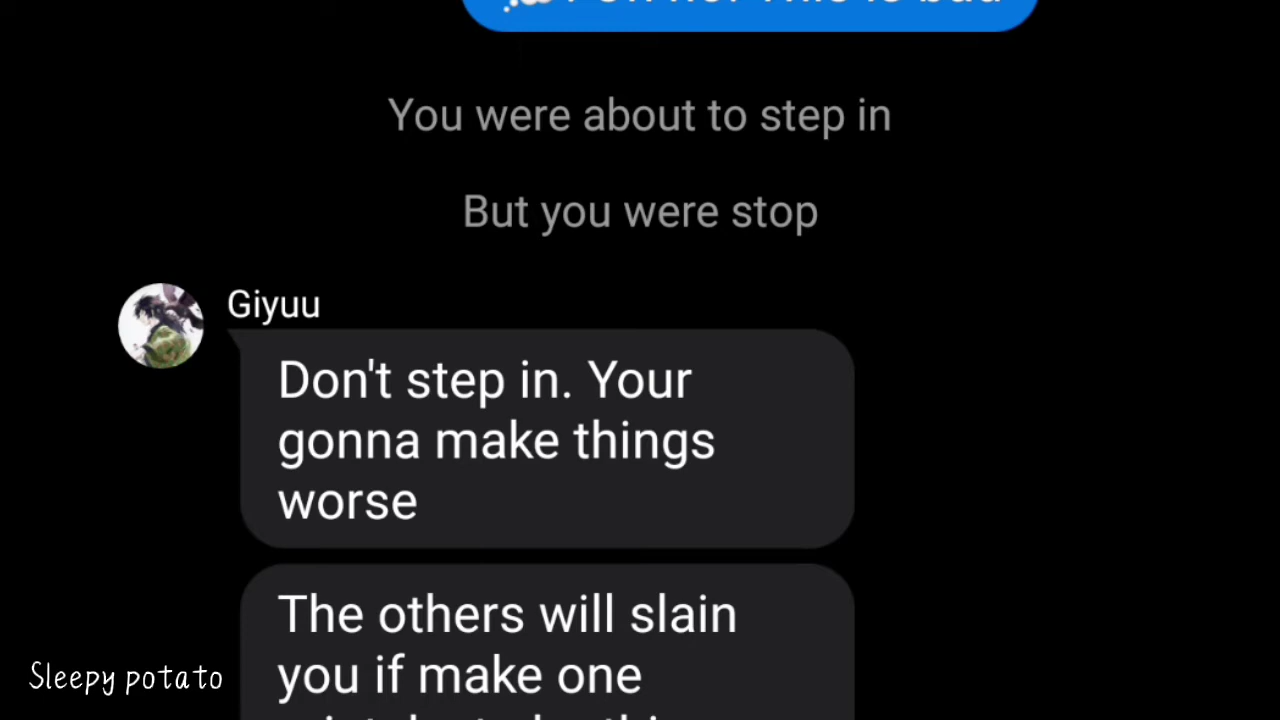 You were about to step in
But you were stop
Giyuu
Don't step in. Your
gonna make things
worse
The others will slain
you if make one
Sleepy potato